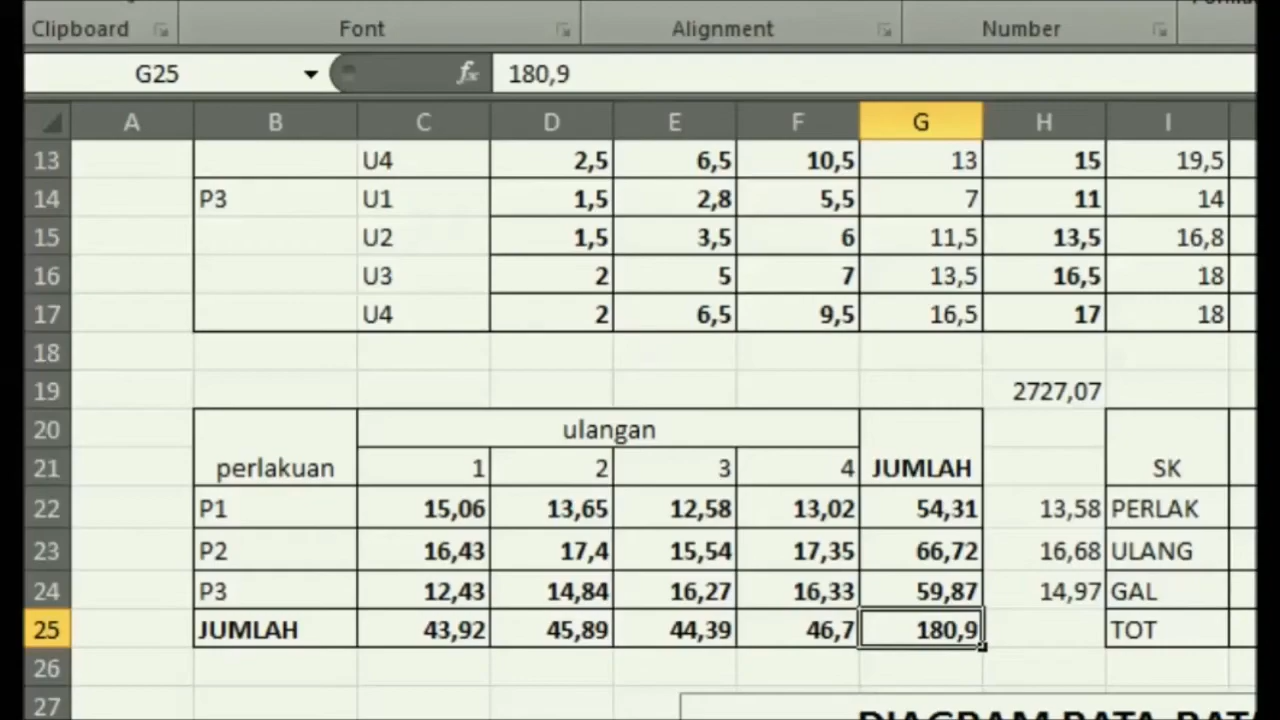 Clipboard Font Alignment Number
G25 fx 180,9
A B C D E F G H I
13 U4 2,5 6,5 10,5 13 15 19,5
14 P3 U1 1,5 2,8 5,5 7 11 14
15 U2 1,5 3,5 6 11,5 13,5 16,8
16 U3 2 5 7 13,5 16,5 18
17 U4 2 6,5 9,5 16,5 17 18
18
19 2727,07
20 ulangan
21 perlakuan 1 2 3 4 JUMLAH SK
22 P1 15,06 13,65 12,58 13,02 54,31 13,58 PERLAK
23 P2 16,43 17,4 15,54 17,35 66,72 16,68 ULANG
24 P3 12,43 14,84 16,27 16,33 59,87 14,97 GAL
25 JUMLAH 43,92 45,89 44,39 46,7 180,9 TOT
26
27 DIAGRAM RATA-RATA